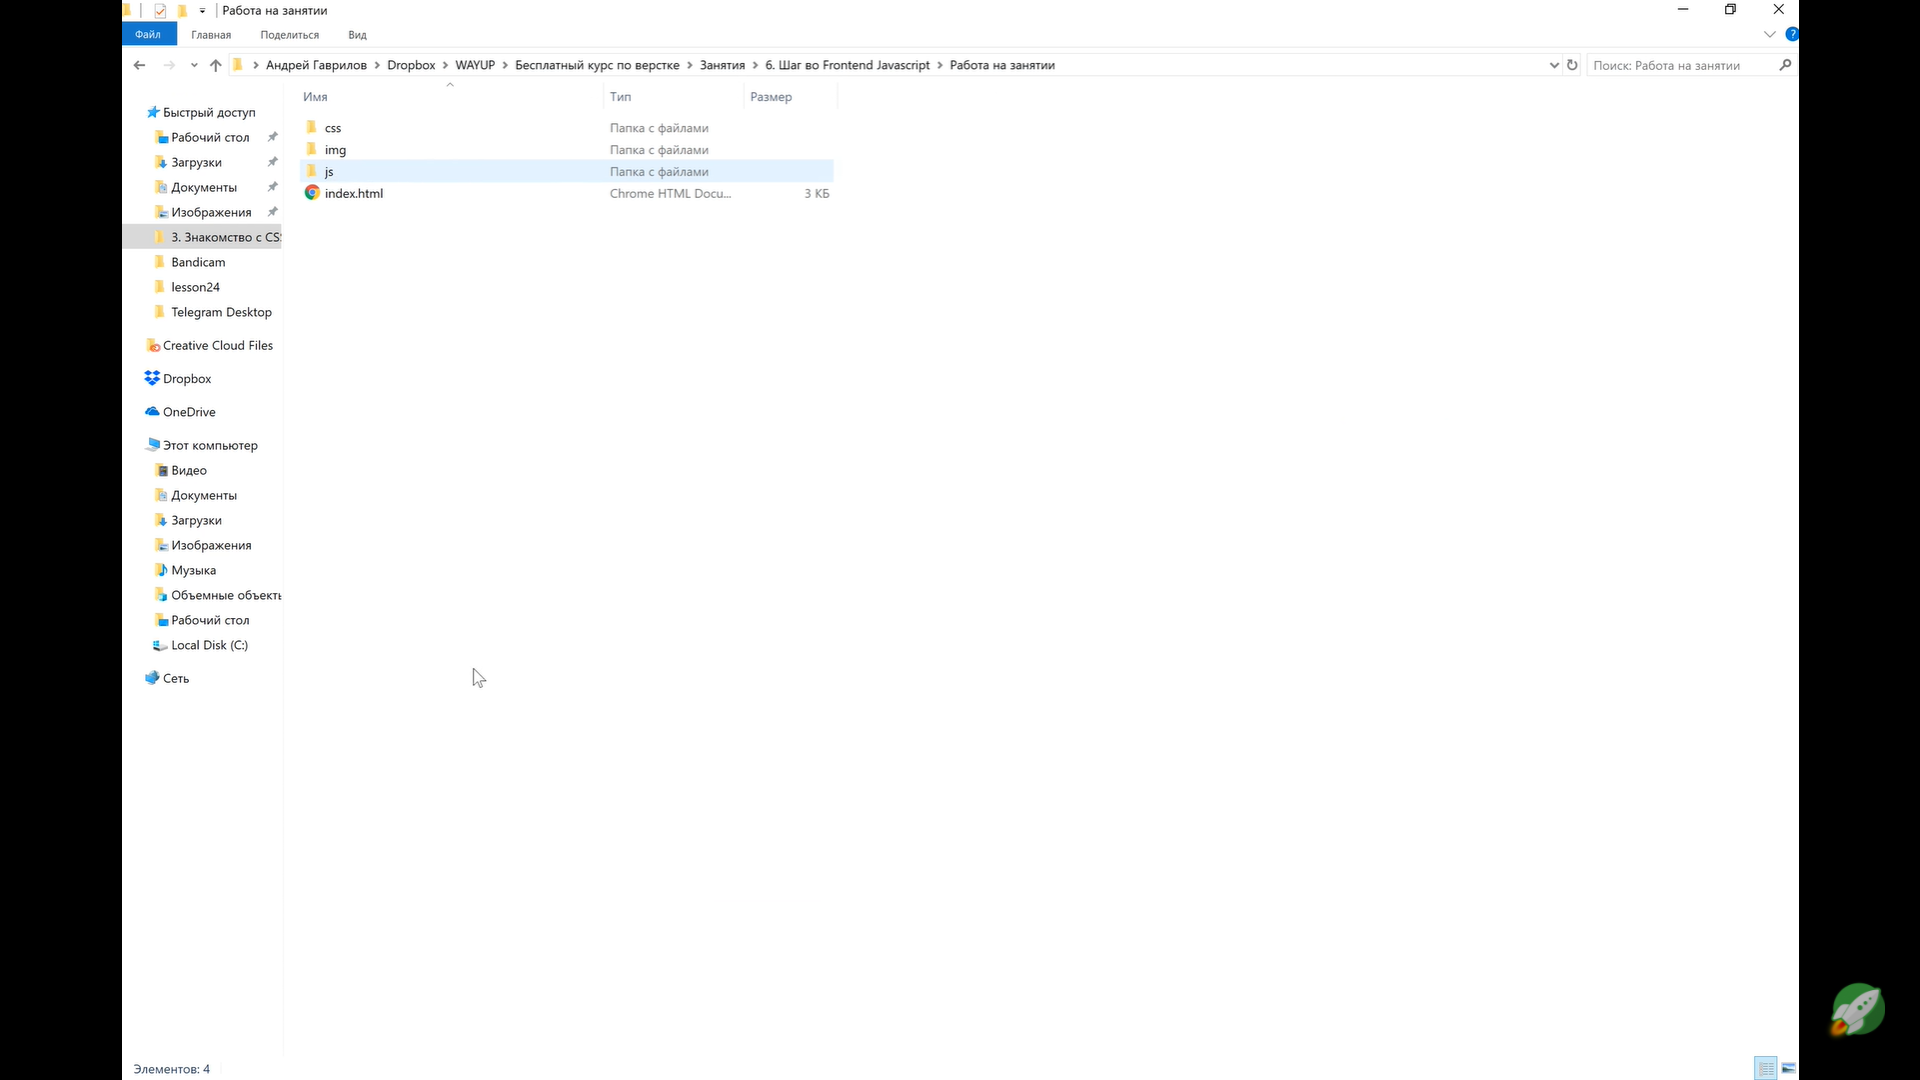 Работа на занятии
Файл Главная Поделиться Вид
Андрей Гаврилов Dropbox WAYUP Бесплатный курс по верстке Занятия 6. Шаг во Frontend Javascript Работа на занятии
Поиск: Работа на занятии
Имя Тип Размер
css Папка с файлами
img Папка с файлами
js Папка с файлами
index.html Chrome HTML Docu... 3 КБ
Быстрый доступ
Рабочий стол
Загрузки
Документы
Изображения
3. Знакомство с CSS
Bandicam
lesson24
Telegram Desktop
Creative Cloud Files
Dropbox
OneDrive
Этот компьютер
Видео
Документы
Загрузки
Изображения
Музыка
Объемные объекты
Рабочий стол
Local Disk (C:)
Сеть
Элементов: 4